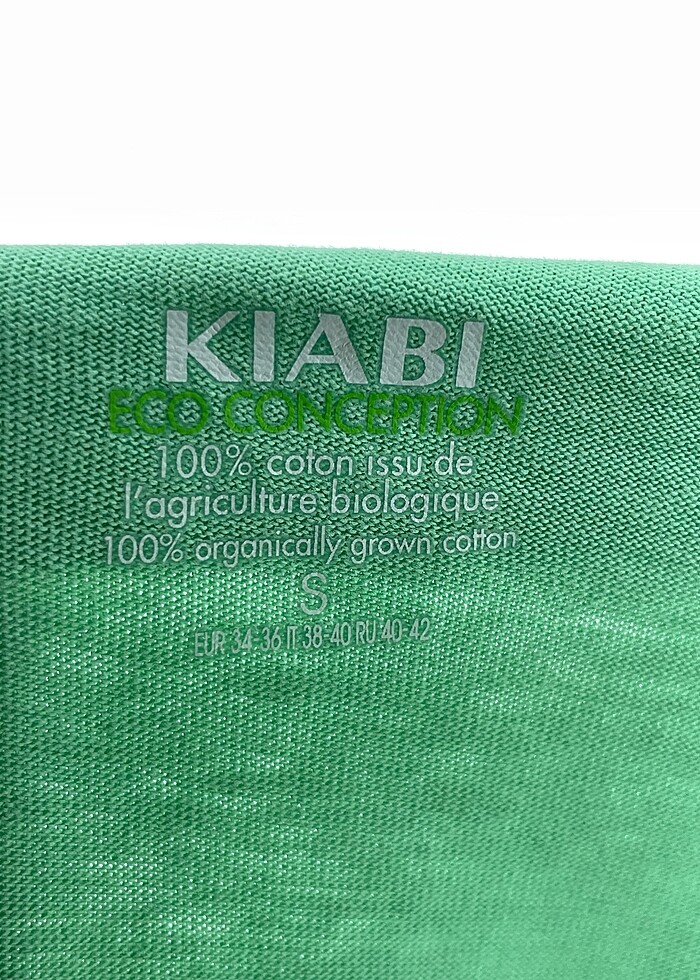 KIABI
ECO CONCEPTION
100% coton issu de
l'agriculture biologique
100% organically grown cotton
S
EUR 34-36 IT 38-40 RU 40-42